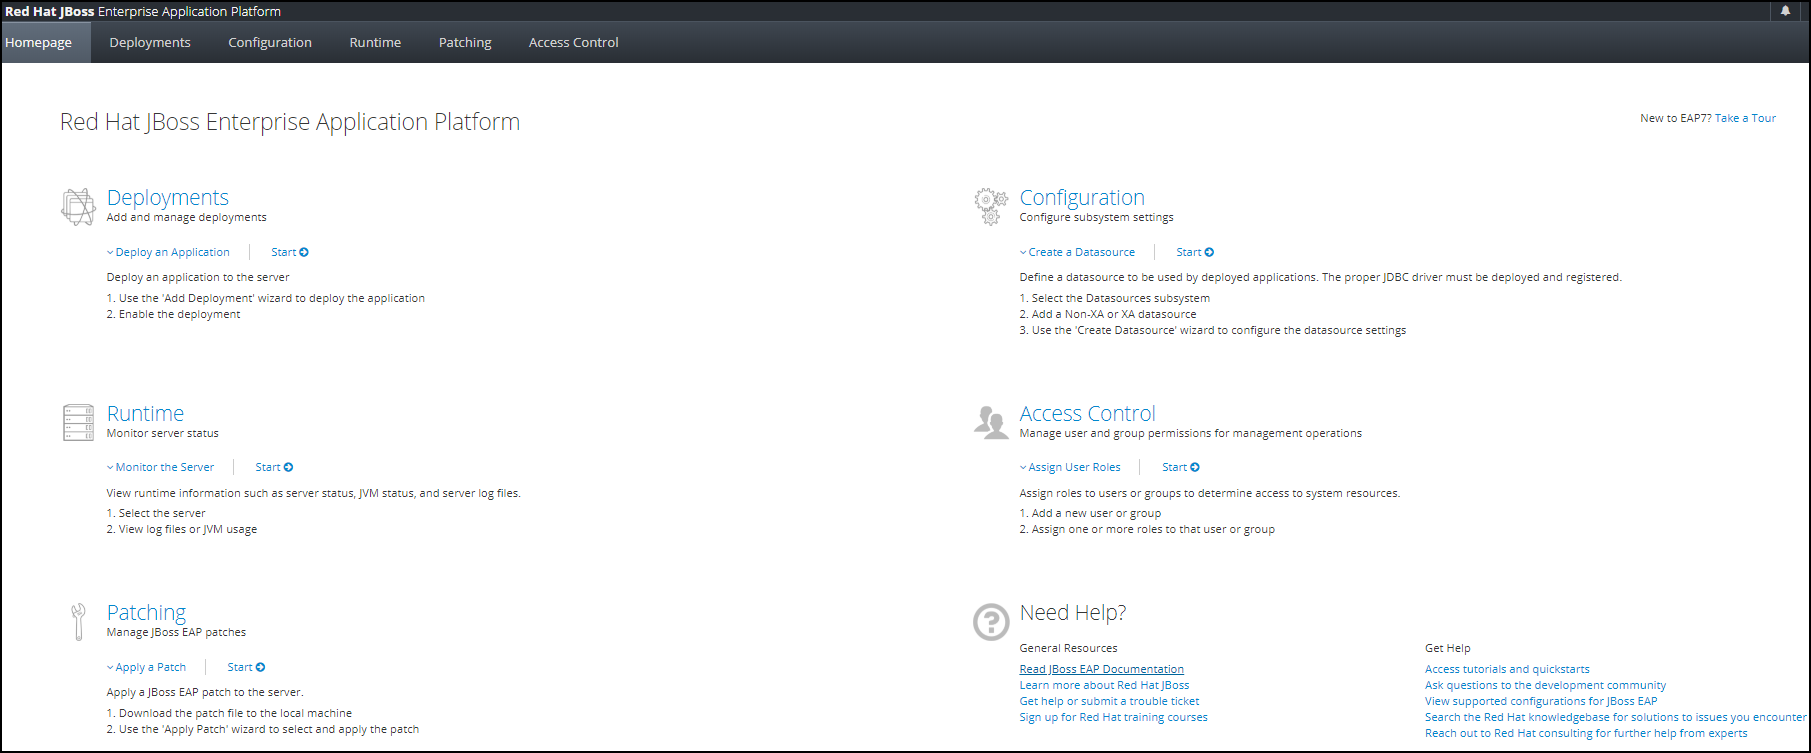 Red Hat JBoss Enterprise Application Platform
Homepage Deployments Configuration Runtime Patching Access Control
Red Hat JBoss Enterprise Application Platform
New to EAP7? Take a Tour
Deployments
Add and manage deployments
Deploy an Application Start
Deploy an application to the server
1. Use the 'Add Deployment' wizard to deploy the application
2. Enable the deployment
Configuration
Configure subsystem settings
Create a Datasource Start
Define a datasource to be used by deployed applications. The proper JDBC driver must be deployed and registered.
1. Select the Datasources subsystem
2. Add a Non-XA or XA datasource
3. Use the 'Create Datasource' wizard to configure the datasource settings
Runtime
Monitor server status
Monitor the Server Start
View runtime information such as server status, JVM status, and server log files.
1. Select the server
2. View log files or JVM usage
Access Control
Manage user and group permissions for management operations
Assign User Roles Start
Assign roles to users or groups to determine access to system resources.
1. Add a new user or group
2. Assign one or more roles to that user or group
Patching
Manage JBoss EAP patches
Apply a Patch Start
Apply a JBoss EAP patch to the server.
1. Download the patch file to the local machine
2. Use the 'Apply Patch' wizard to select and apply the patch
Need Help?
General Resources
Read JBoss EAP Documentation
Learn more about Red Hat JBoss
Get help or submit a trouble ticket
Sign up for Red Hat training courses
Get Help
Access tutorials and quickstarts
Ask questions to the development community
View supported configurations for JBoss EAP
Search the Red Hat knowledgebase for solutions to issues you encounter
Reach out to Red Hat consulting for further help from experts